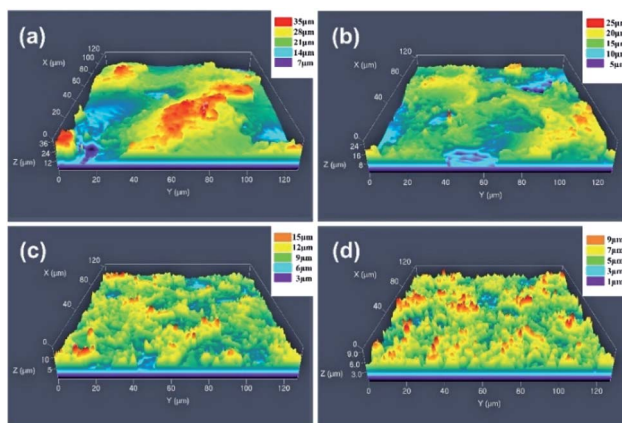 (a)
35µm
28µm
21µm
14µm
7µm
X (µm)
120
100
80
60
40
20
0
Z (µm)
36
24
12
0 20 40 60 80 100 120
Y (µm)
(b)
25µm
20µm
15µm
10µm
5µm
X (µm)
120
80
60
40
20
0
Z (µm)
24
16
8
0 20 40 60 80 100 120
Y (µm)
(c)
15µm
12µm
9µm
6µm
3µm
X (µm)
120
80
40
0
Z (µm)
10
5
0 20 40 60 80 100 120
Y (µm)
(d)
9µm
7µm
5µm
3µm
1µm
X (µm)
120
80
40
0
Z (µm)
9.0
6.0
3.0
0 20 40 60 80 100 120
Y (µm)